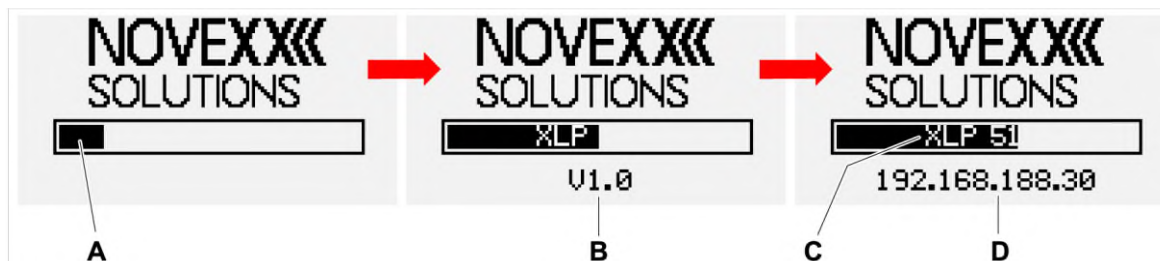 NOVEXX
SOLUTIONS
NOVEXX
SOLUTIONS
XLP
V1.0
NOVEXX
SOLUTIONS
XLP 51
192.168.188.30
A
B
C
D